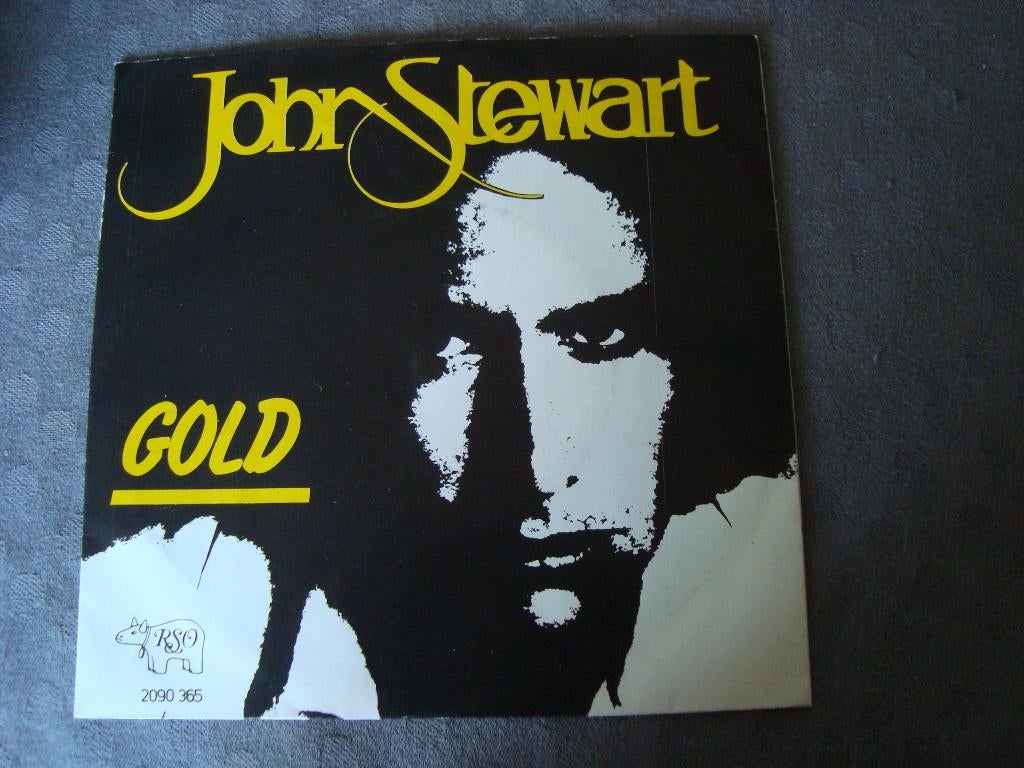 John Stewart
GOLD
RSO
2090 365